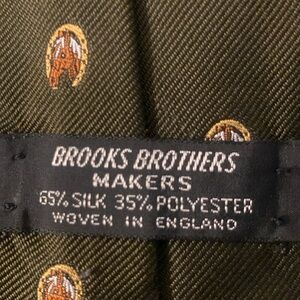 BROOKS BROTHERS
MAKERS
65% SILK 35% POLYESTER
WOVEN IN ENGLAND